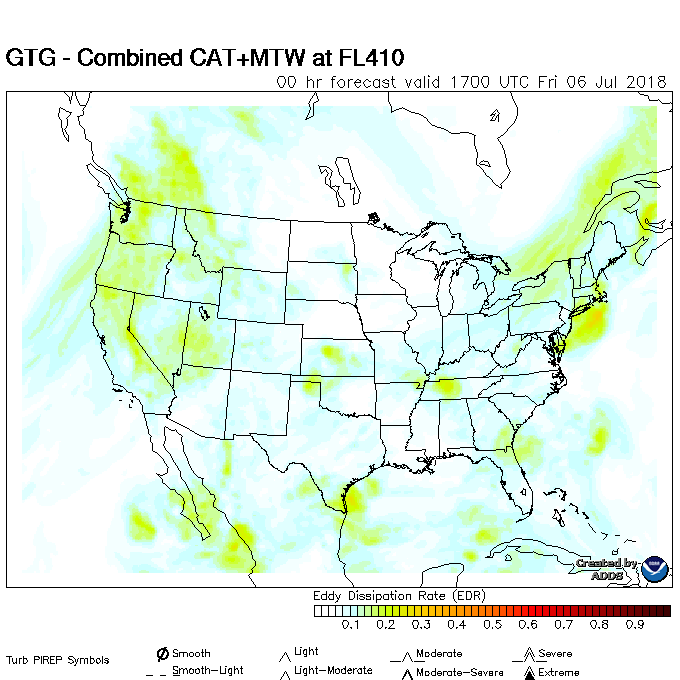 GTG - Combined CAT+MTW at FL410
00 hr forecast valid 1700 UTC Fri 06 Jul 2018
Created by
ADDS
Eddy Dissipation Rate (EDR)
0.1 0.2 0.3 0.4 0.5 0.6 0.7 0.8 0.9
Turb PIREP Symbols
Smooth Light Moderate Severe
Smooth-Light Light-Moderate Moderate-Severe Extreme